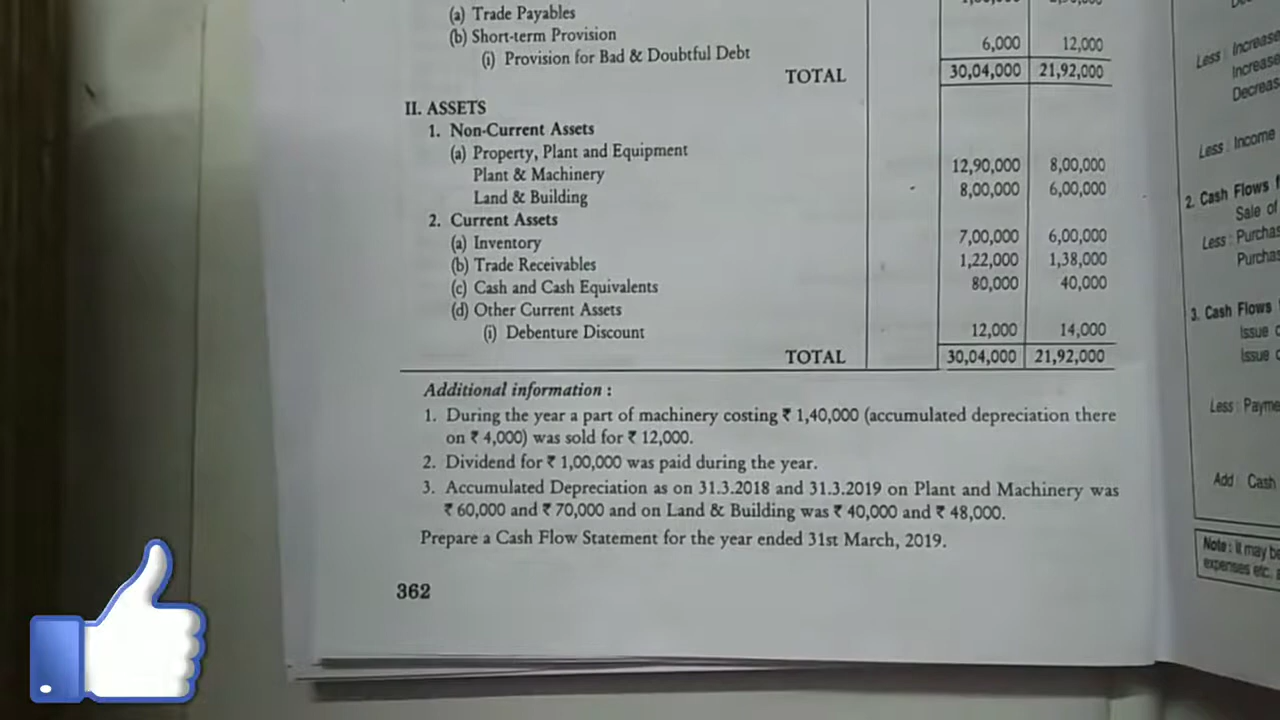 (a) Trade Payables
(b) Short-term Provision
(i) Provision for Bad & Doubtful Debt 6,000 12,000
TOTAL 30,04,000 21,92,000
II. ASSETS
1. Non-Current Assets
(a) Property, Plant and Equipment
Plant & Machinery 12,90,000 8,00,000
Land & Building 8,00,000 6,00,000
2. Current Assets
(a) Inventory 7,00,000 6,00,000
(b) Trade Receivables 1,22,000 1,38,000
(c) Cash and Cash Equivalents 80,000 40,000
(d) Other Current Assets
(i) Debenture Discount 12,000 14,000
TOTAL 30,04,000 21,92,000
Additional information :
1. During the year a part of machinery costing ₹ 1,40,000 (accumulated depreciation there
on ₹ 4,000) was sold for ₹ 12,000.
2. Dividend for ₹ 1,00,000 was paid during the year.
3. Accumulated Depreciation as on 31.3.2018 and 31.3.2019 on Plant and Machinery was
₹ 60,000 and ₹ 70,000 and on Land & Building was ₹ 40,000 and ₹ 48,000.
Prepare a Cash Flow Statement for the year ended 31st March, 2019.
362
Less : Increase
Increase
Decreas
Less : Income
2. Cash Flows f
Sale of
Less : Purchas
Purchas
3. Cash Flows
Issue o
Issue o
Less : Payme
Add : Cash
Note : It may be
expenses etc. a